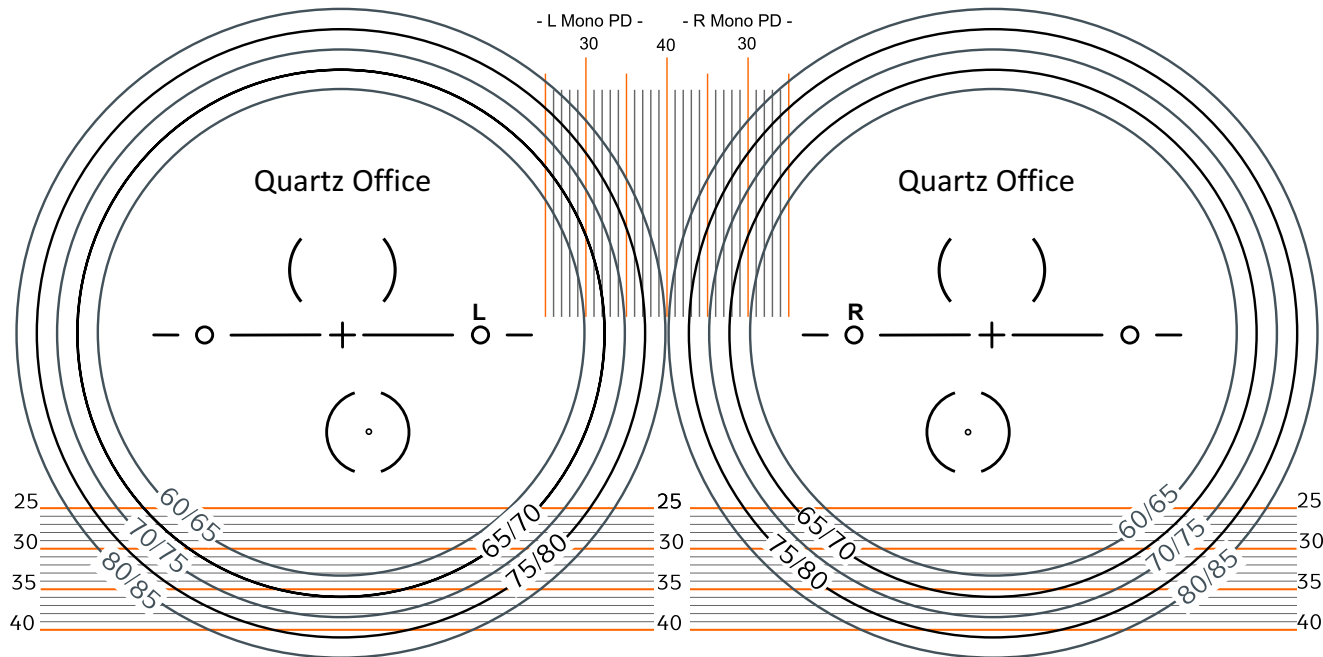 - L Mono PD - - R Mono PD -
30 40 30
Quartz Office Quartz Office
L R
25 25 25
60/65 65/70 65/70 60/65
30 70/75 75/80 30 75/80 70/75 30
35 80/85 35 80/85 35
40 40 40